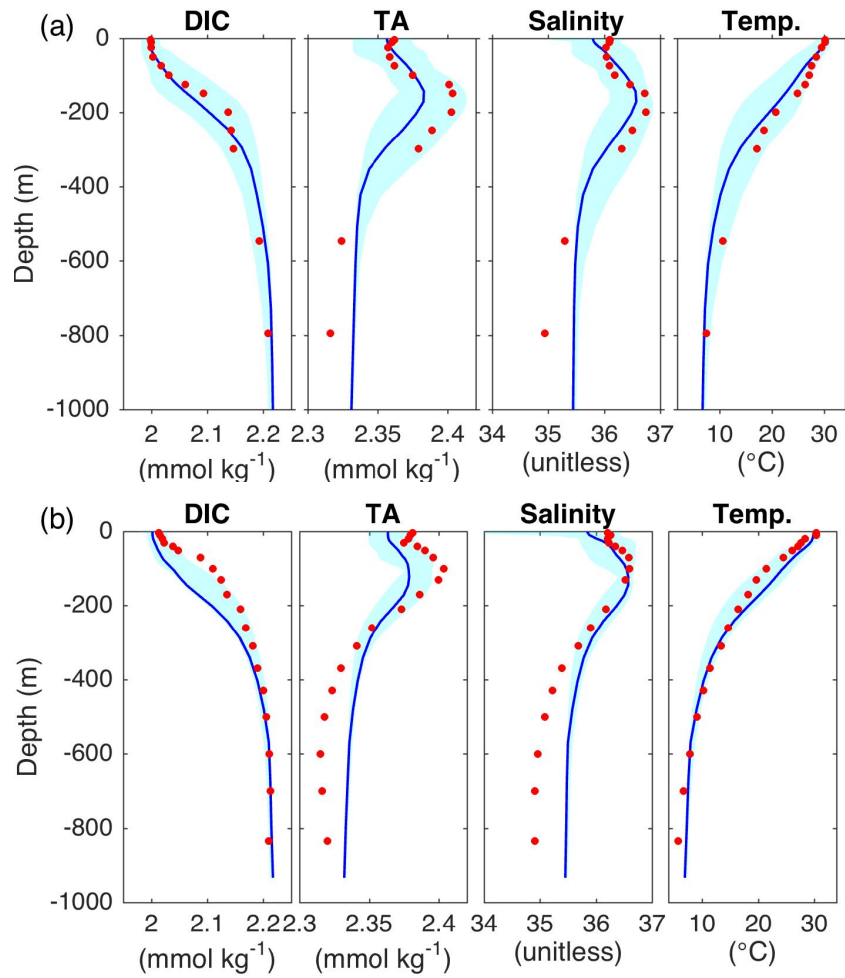 (a) DIC TA Salinity Temp.
0
-200
-400
-600
-800
-1000
Depth (m)
2 2.1 2.2 2.3 2.35 2.4 34 35 36 37 10 20 30
(mmol kg-1) (mmol kg-1) (unitless) (°C)
(b) DIC TA Salinity Temp.
0
-200
-400
-600
-800
-1000
Depth (m)
2 2.1 2.2 2.3 2.35 2.4 34 35 36 37 10 20 30
(mmol kg-1) (mmol kg-1) (unitless) (°C)